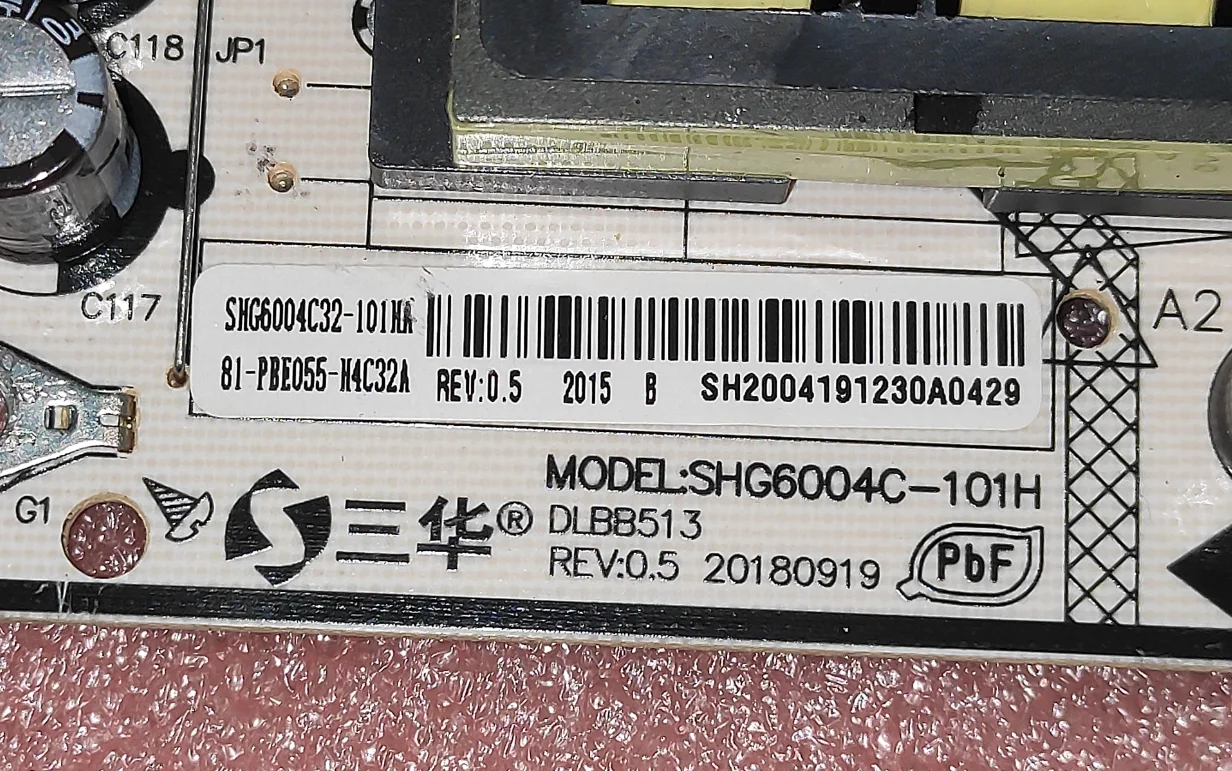 C118 JP1
C117
SHG6004C32-101HA
81-PBE055-H4C32A REV:0.5 2015 B SH2004191230A0429
A2
MODEL:SHG6004C-101H
G1
三华® DLBB513
REV:0.5 20180919 PbF